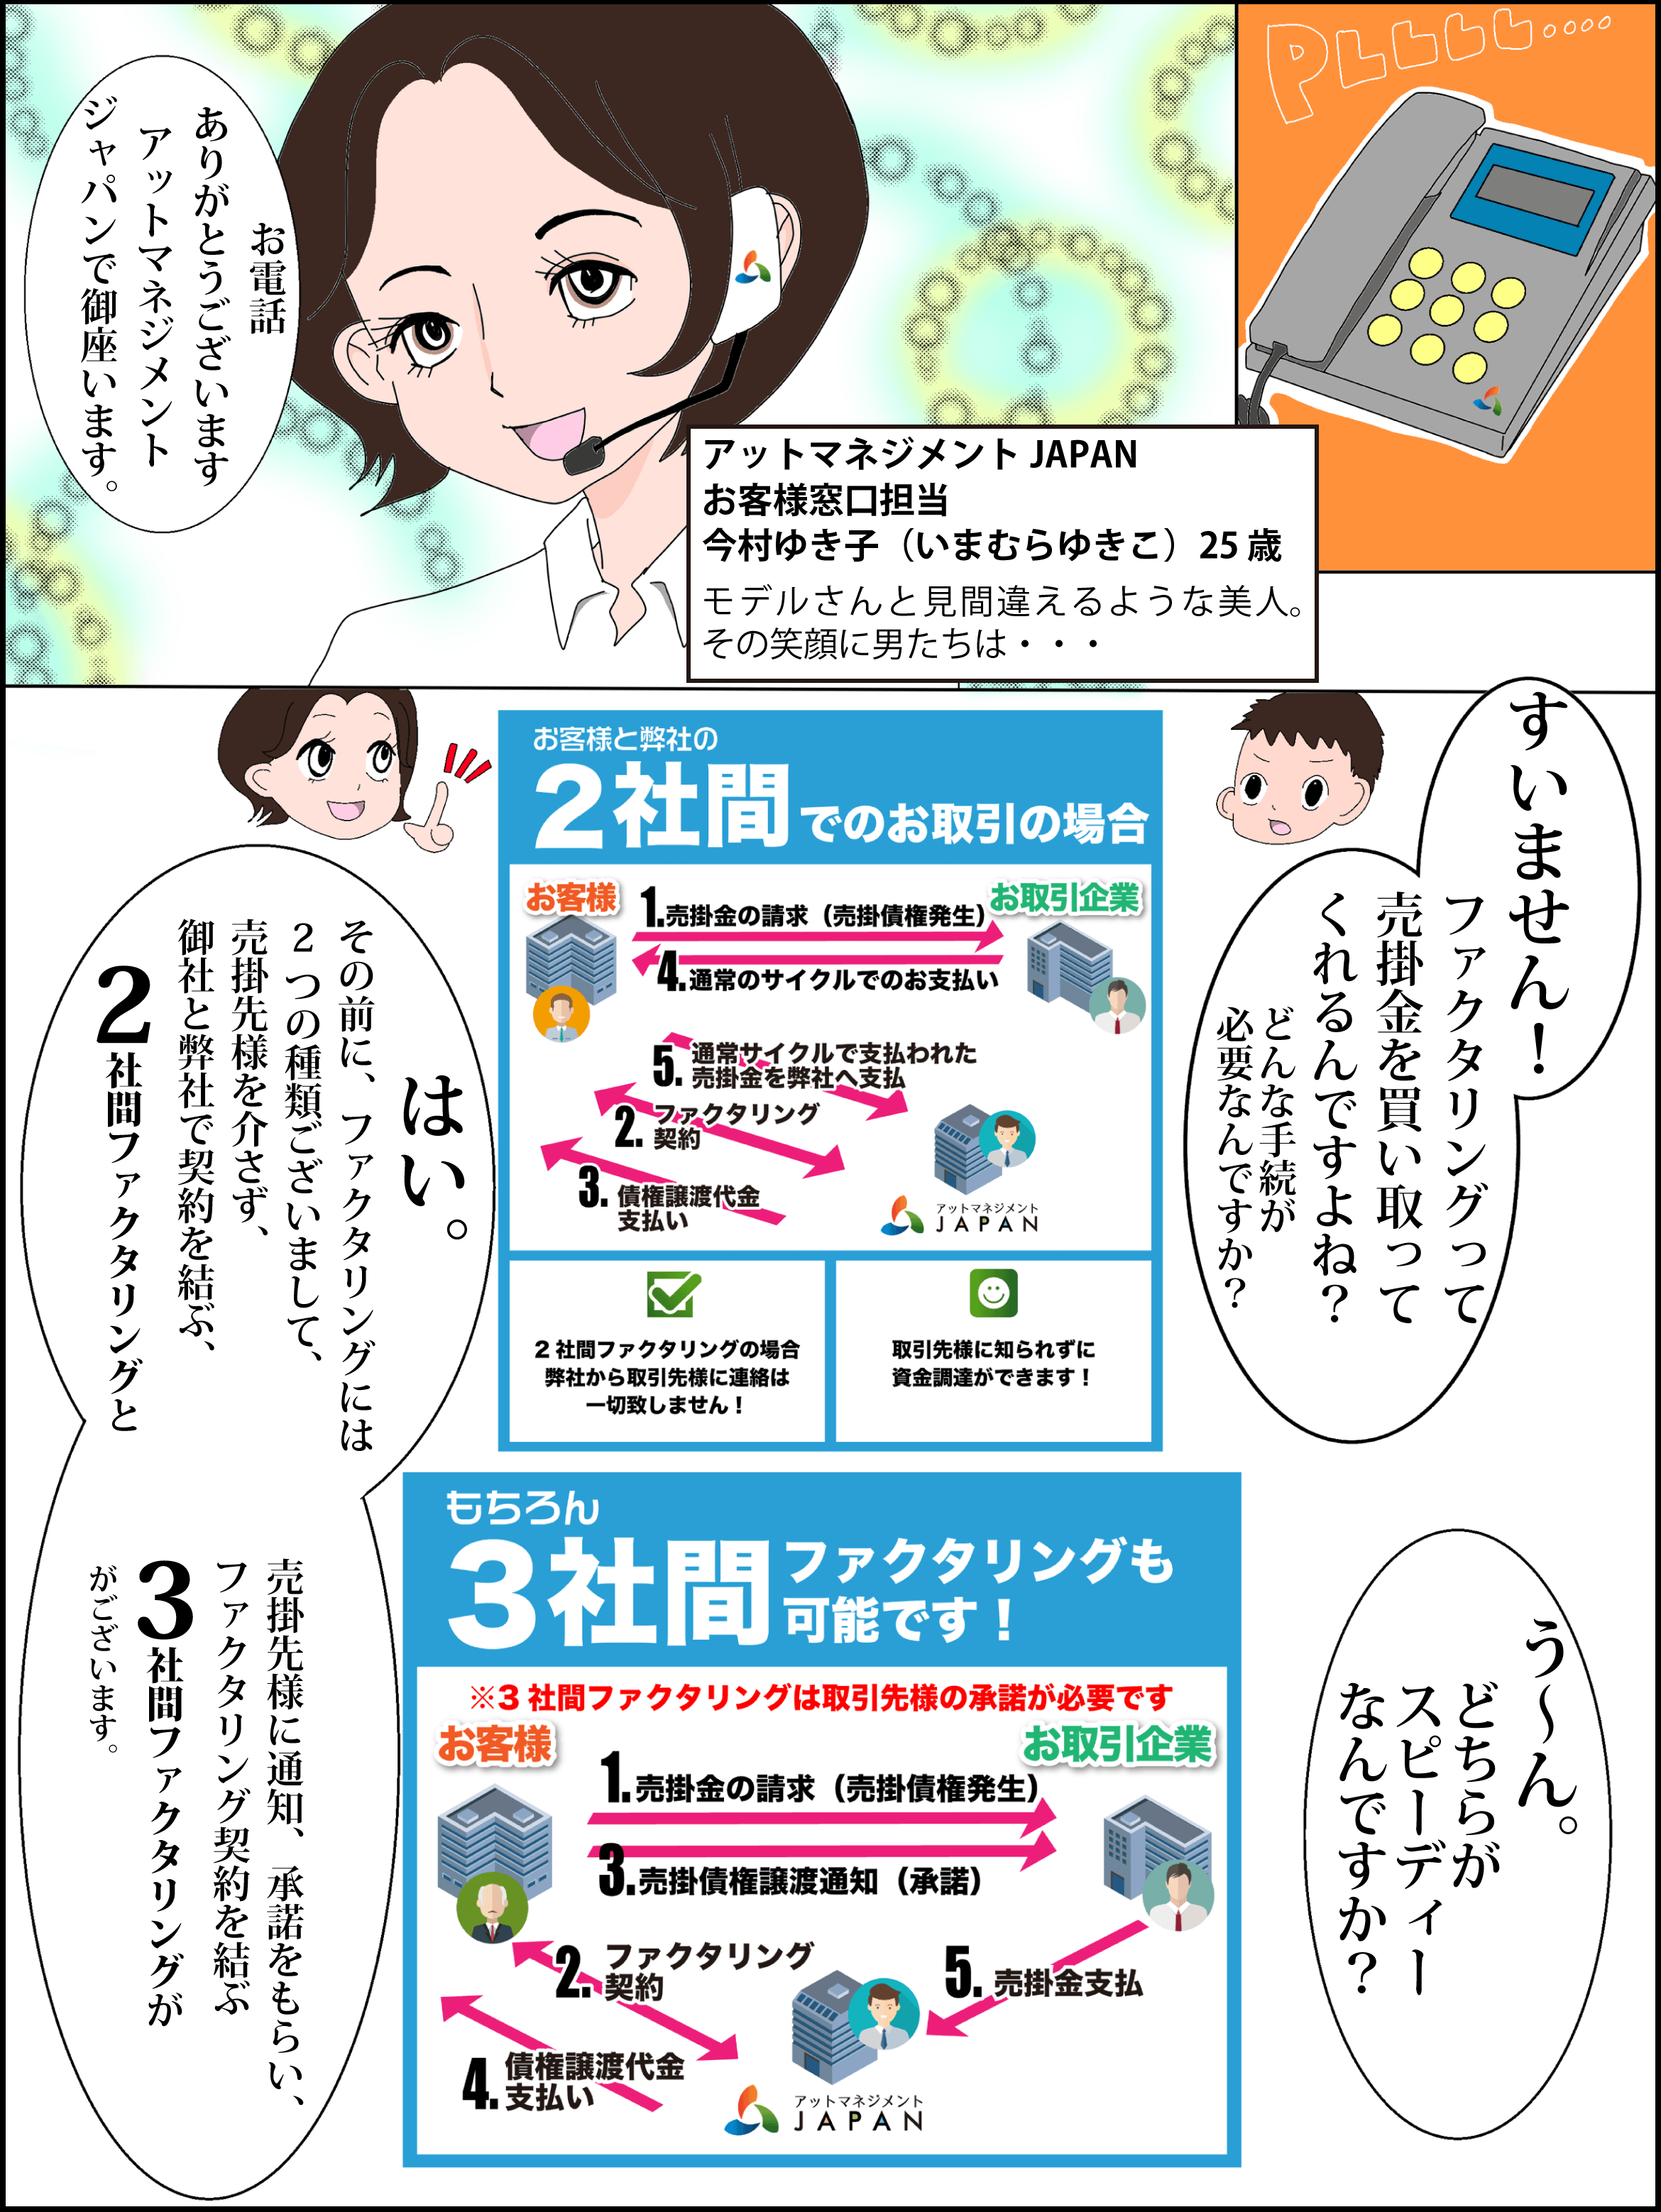 PLLLLL....
お電話
ありがとうございます
アットマネジメント
ジャパンで御座います。
アットマネジメント JAPAN
お客様窓口担当
今村ゆき子（いまむらゆきこ）25 歳
モデルさんと見間違えるような美人。
その笑顔に男たちは・・・
すいません！
ファクタリングって
売掛金を買い取って
くれるんですよね？
どんな手続が
必要なんですか？
お客様と弊社の
2社間でのお取引の場合
お客様
お取引企業
1.売掛金の請求（売掛債権発生）
4.通常のサイクルでのお支払い
5.通常サイクルで支払われた
売掛金を弊社へ支払
2.ファクタリング
契約
3.債権譲渡代金
支払い
アットマネジメント
JAPAN
2 社間ファクタリングの場合
弊社から取引先様に連絡は
一切致しません！
取引先様に知られずに
資金調達ができます！
はい。
その前に、ファクタリングには
2つの種類ございまして、
売掛先様を介さず、
御社と弊社で契約を結ぶ、
2社間ファクタリングと
売掛先様に通知、承諾をもらい、
ファクタリング契約を結ぶ
3社間ファクタリングが
がございます。
もちろん
3社間ファクタリングも
可能です！
※3 社間ファクタリングは取引先様の承諾が必要です
お客様
お取引企業
1.売掛金の請求（売掛債権発生）
3.売掛債権譲渡通知（承諾）
2.ファクタリング
契約
5.売掛金支払
4.債権譲渡代金
支払い
アットマネジメント
JAPAN
う～ん。
どちらが
スピーディー
なんですか？